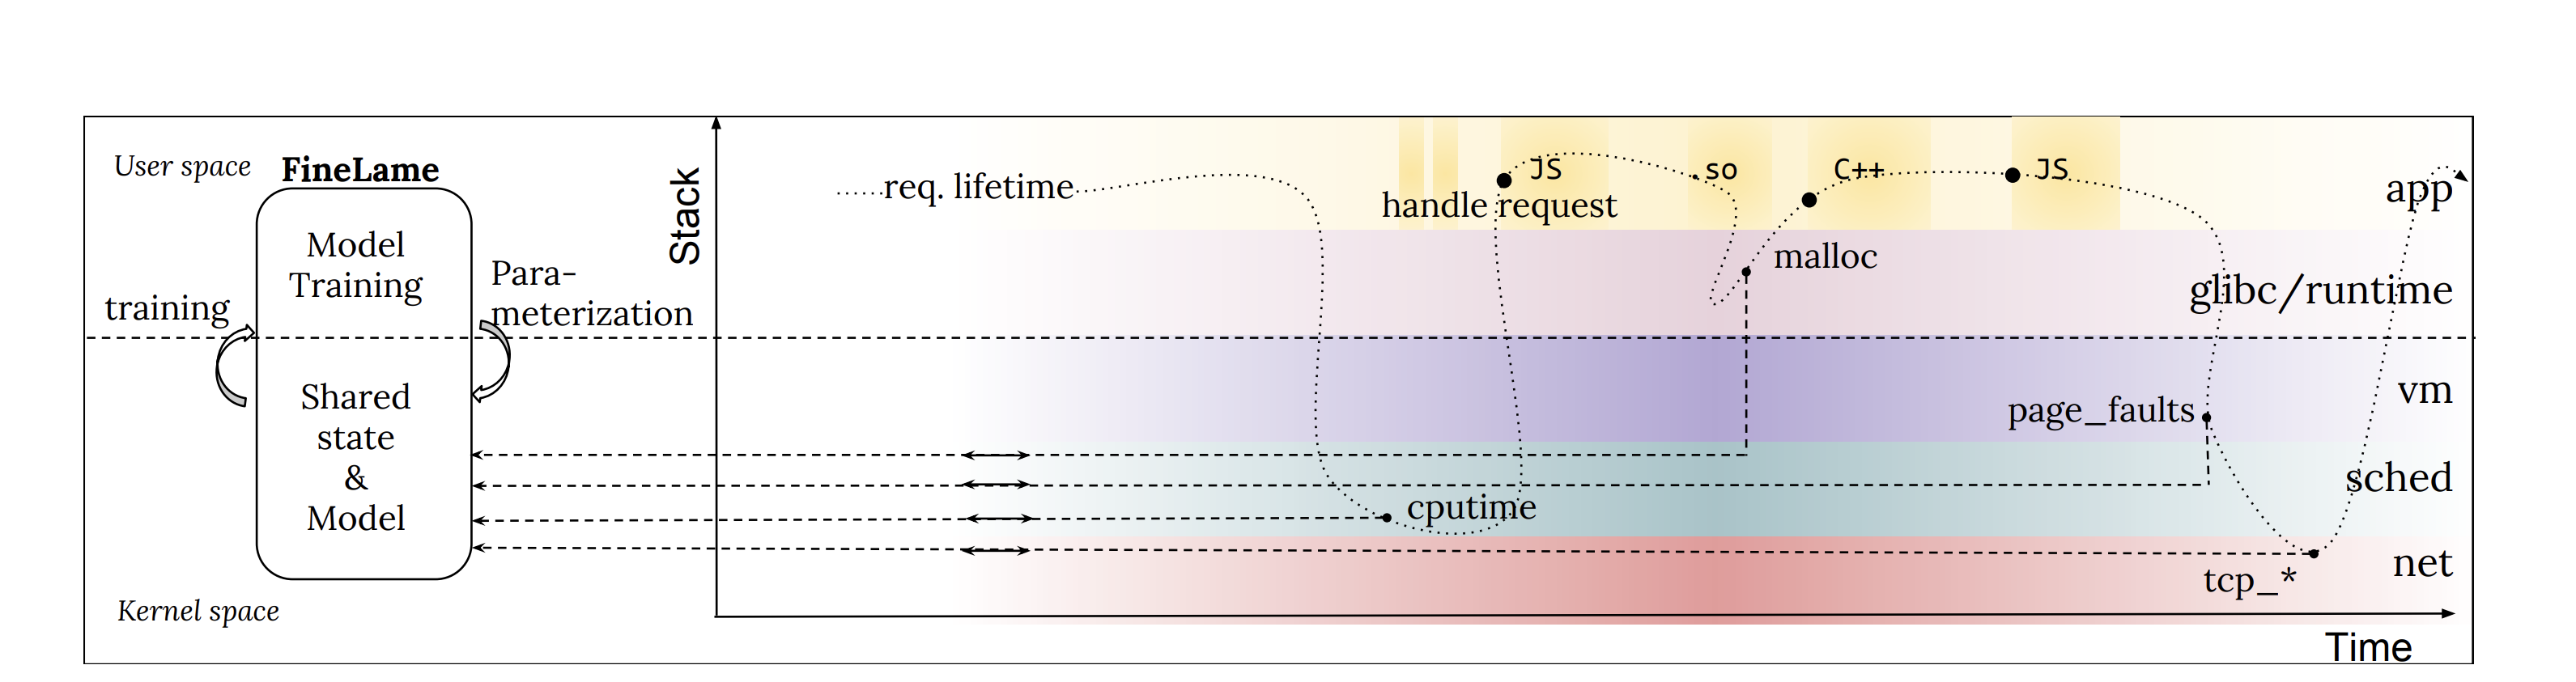 User space
FineLame
Model
Training
training
Para-
meterization
Shared
state
&
Model
Kernel space
Stack
req. lifetime
handle request
JS
so
C++
JS
malloc
page_faults
cputime
tcp_*
app
glibc/runtime
vm
sched
net
Time